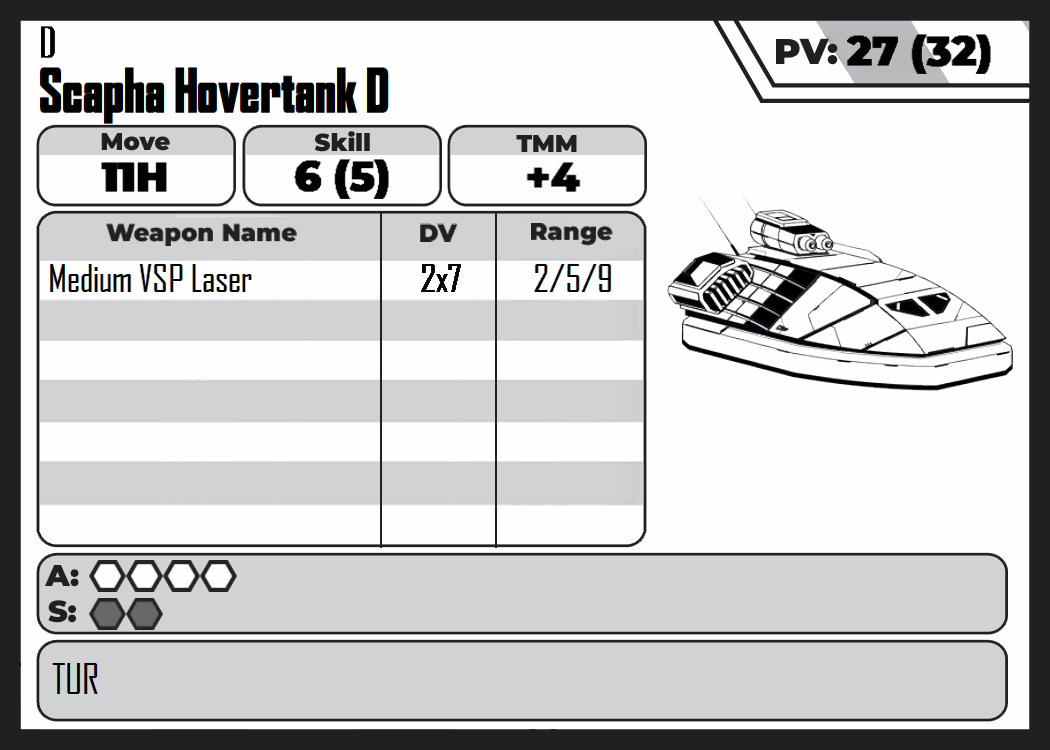 D
Scapha Hovertank D
PV: 27 (32)
Move Skill TMM
11H 6 (5) +4
Weapon Name DV Range
Medium VSP Laser 2x7 2/5/9
A:
S:
TUR